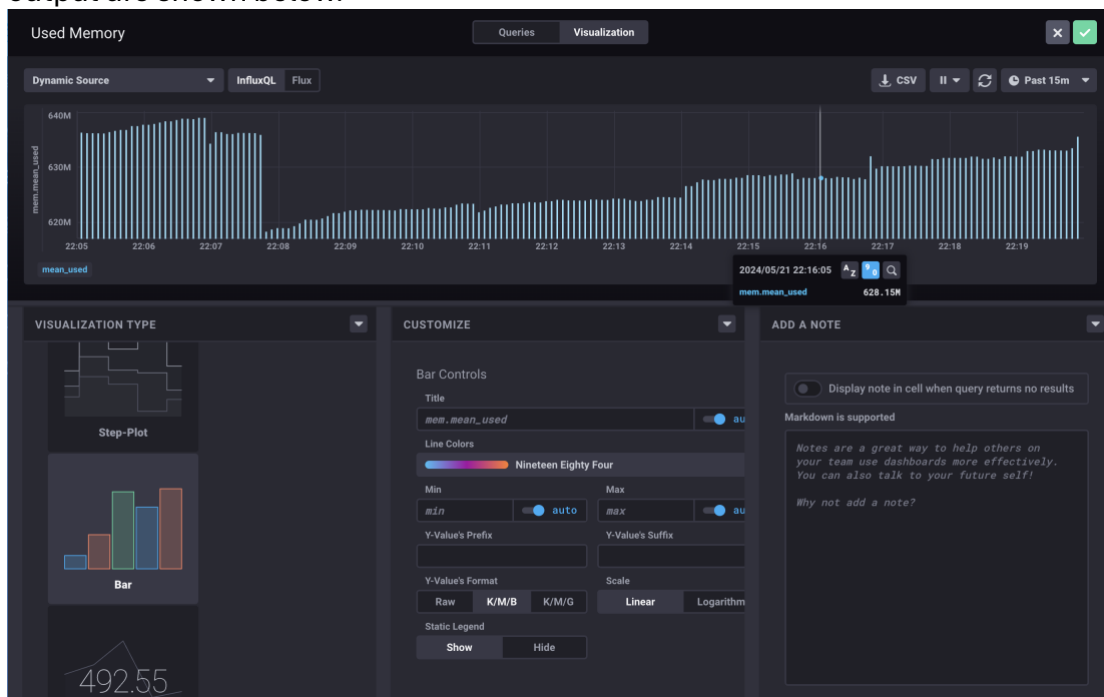 output are shown below.
Used Memory
Queries Visualization
Dynamic Source InfluxQL Flux CSV Past 15m
640M
630M
620M
mem.mean_used
22:05 22:06 22:07 22:08 22:09 22:10 22:11 22:12 22:13 22:14 22:15 22:16 22:17 22:18 22:19
mean_used
2024/05/21 22:16:05
mem.mean_used 628.15M
VISUALIZATION TYPE
Step-Plot
Bar
492.55
CUSTOMIZE
Bar Controls
Title
mem.mean_used au
Line Colors
Nineteen Eighty Four
Min Max
min auto max au
Y-Value's Prefix Y-Value's Suffix
Y-Value's Format Scale
Raw K/M/B K/M/G Linear Logarithm
Static Legend
Show Hide
ADD A NOTE
Display note in cell when query returns no results
Markdown is supported
Notes are a great way to help others on
your team use dashboards more effectively.
You can also talk to your future self!
Why not add a note?